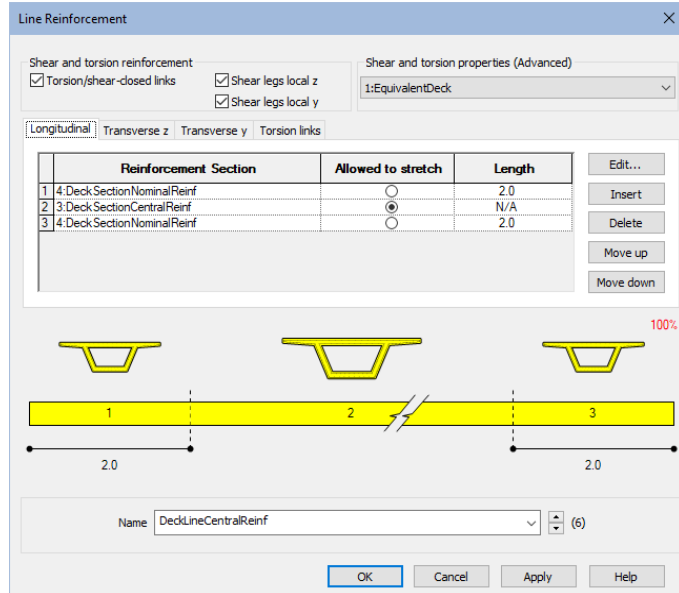 Line Reinforcement
Shear and torsion reinforcement
Torsion/shear-closed links
Shear legs local z
Shear legs local y
Shear and torsion properties (Advanced)
1:EquivalentDeck
Longitudinal Transverse z Transverse y Torsion links
Reinforcement Section Allowed to stretch Length
1 4:DeckSectionNominalReinf 2.0
2 3:DeckSectionCentralReinf N/A
3 4:DeckSectionNominalReinf 2.0
Edit...
Insert
Delete
Move up
Move down
100%
1 2 3
2.0 2.0
Name DeckLineCentralReinf (6)
OK Cancel Apply Help